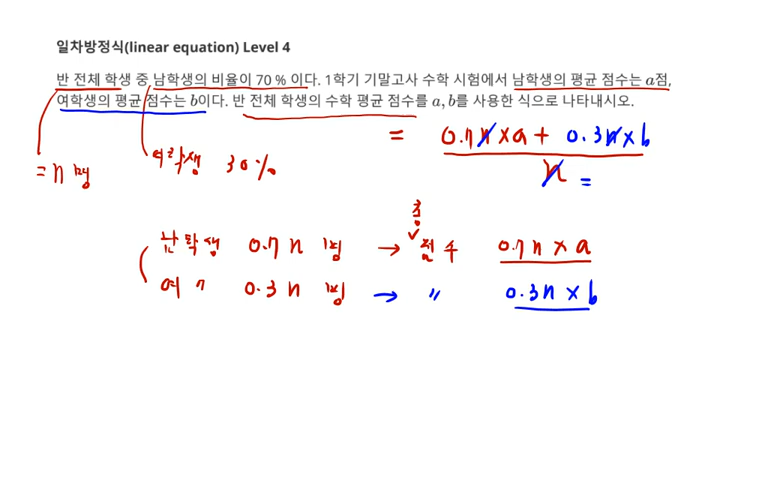 일차방정식(linear equation) Level 4
반 전체 학생 중 남학생의 비율이 70 % 이다. 1학기 기말고사 수학 시험에서 남학생의 평균 점수는 a점,
여학생의 평균 점수는 b이다. 반 전체 학생의 수학 평균 점수를 a, b를 사용한 식으로 나타내시오.
= (0.7n × a + 0.3n × b) / n =
= n 명
여학생 30%
총
남학생 0.7n 명 → 점수 0.7n × a
여 〃 0.3n 명 → 〃 0.3n × b